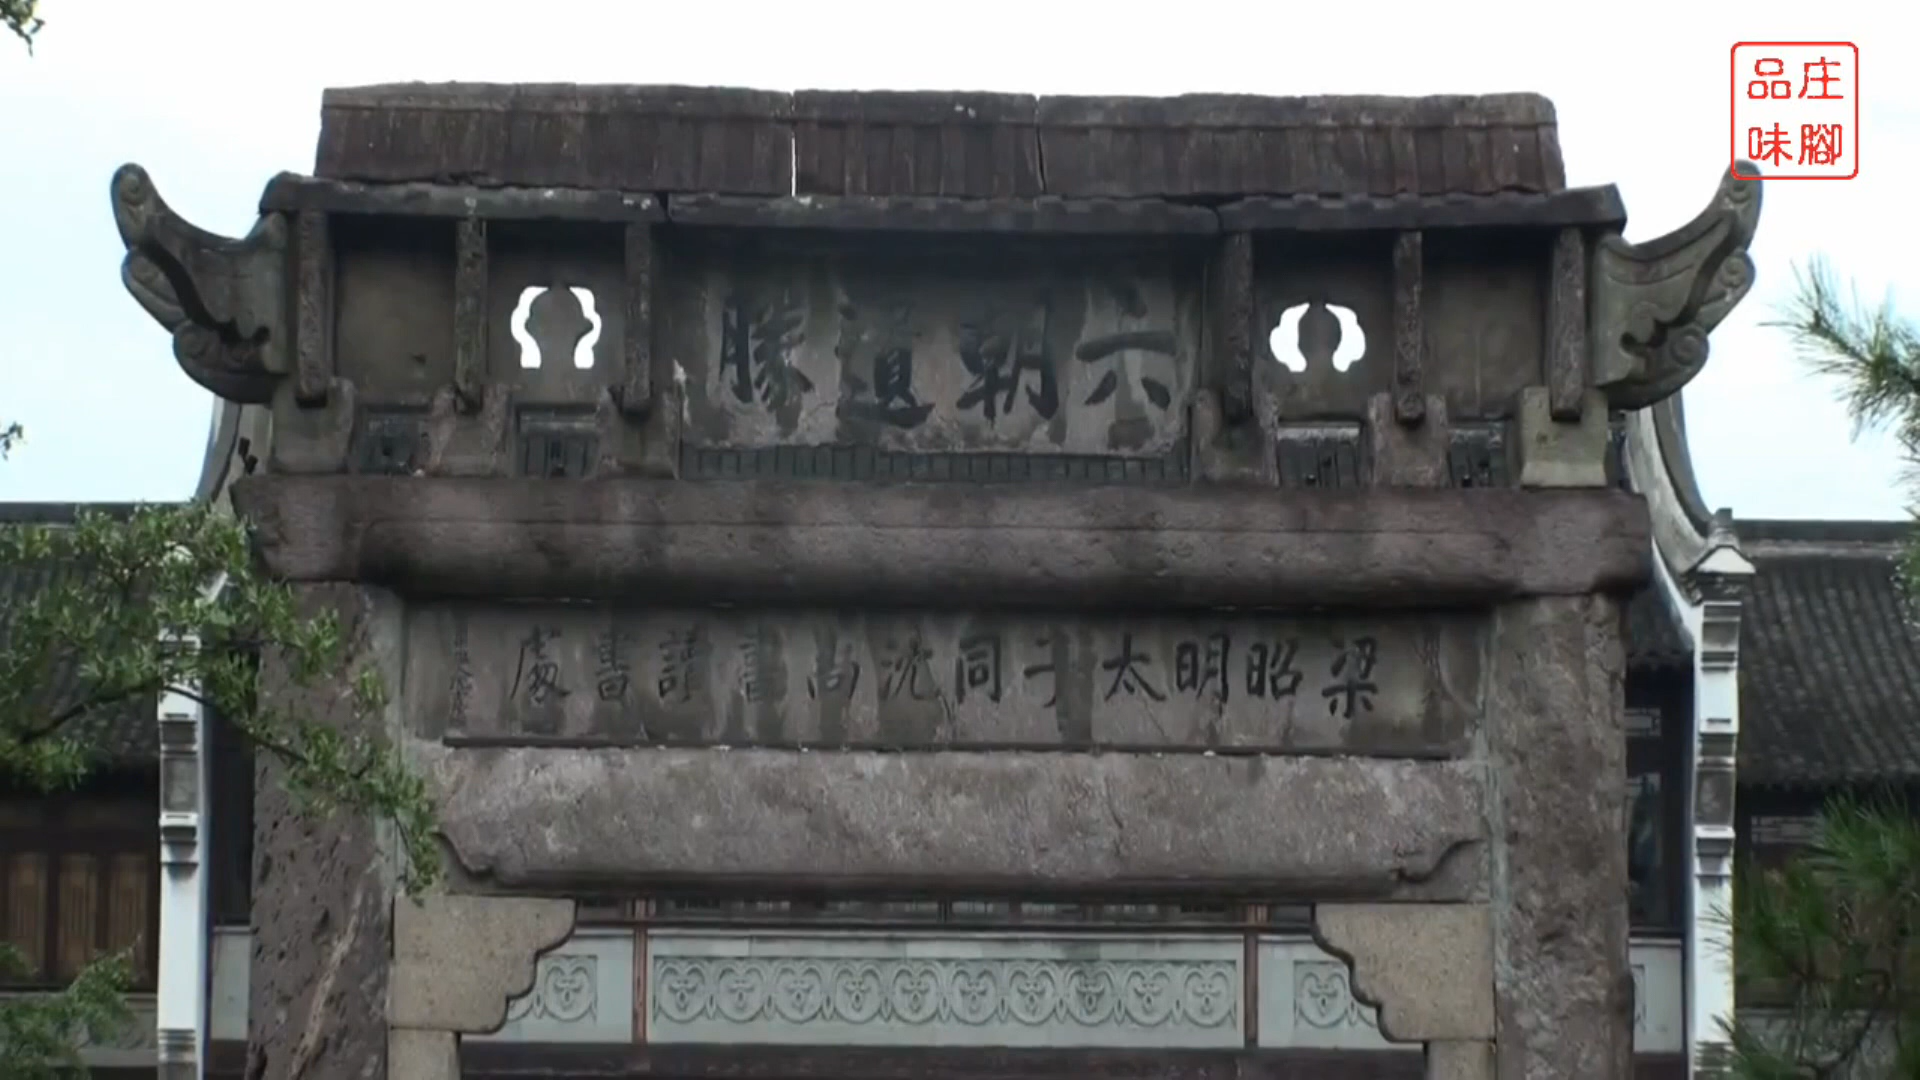 六朝遺勝
梁昭明太子同沈尚書讀書處
庄腳
品味